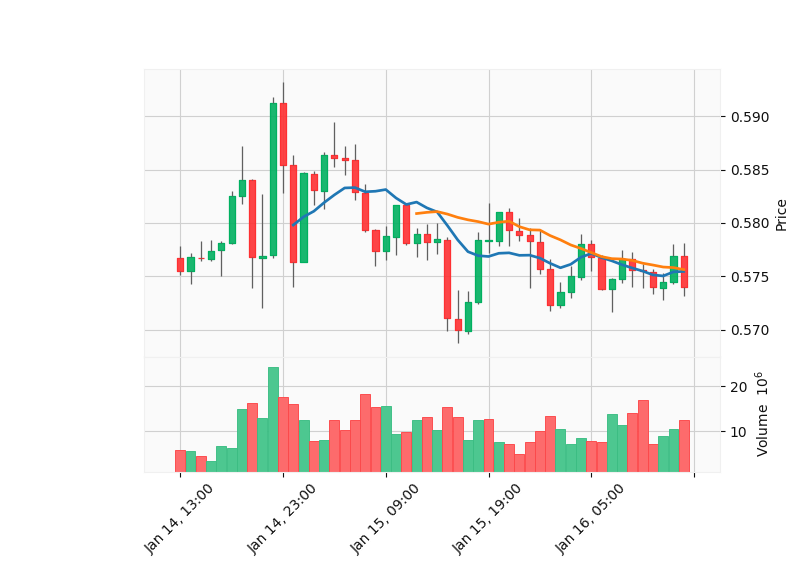 0.590
0.585
0.580
0.575
0.570
Price
20
10
Volume 10^6
Jan 14, 13:00
Jan 14, 23:00
Jan 15, 09:00
Jan 15, 19:00
Jan 16, 05:00